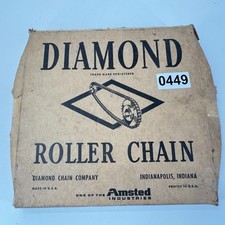 DIAMOND
TRADE MARK REGISTERED
0449
ROLLER CHAIN
DIAMOND CHAIN COMPANY INDIANAPOLIS, INDIANA
MADE IN U.S.A. PRINTED IN U.S.A.
ONE OF THE Amsted
INDUSTRIES